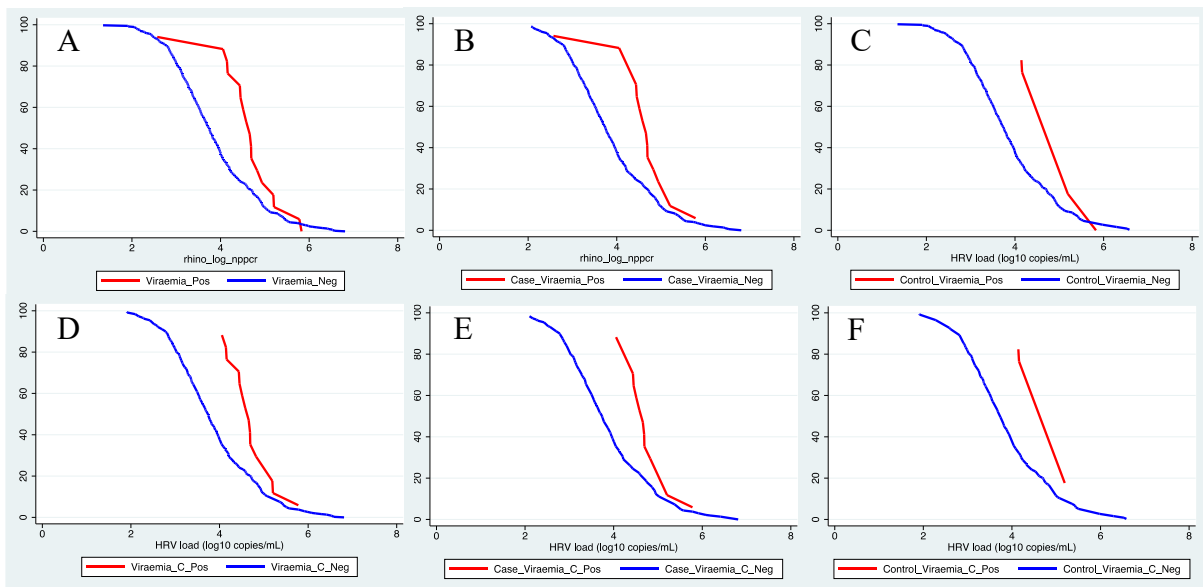 A
100
80
60
40
20
0
0 2 4 6 8
rhino_log_nppcr
Viraemia_Pos Viraemia_Neg
B
100
80
60
40
20
0
0 2 4 6 8
rhino_log_nppcr
Case_Viraemia_Pos Case_Viraemia_Neg
C
100
80
60
40
20
0
0 2 4 6 8
HRV load (log10 copies/mL)
Control_Viraemia_Pos Control_Viraemia_Neg
D
100
80
60
40
20
0
0 2 4 6 8
HRV load (log10 copies/mL)
Viraemia_C_Pos Viraemia_C_Neg
E
100
80
60
40
20
0
0 2 4 6 8
HRV load (log10 copies/mL)
Case_Viraemia_C_Pos Case_Viraemia_C_Neg
F
100
80
60
40
20
0
0 2 4 6 8
HRV load (log10 copies/mL)
Control_Viraemia_C_Pos Control_Viraemia_C_Neg